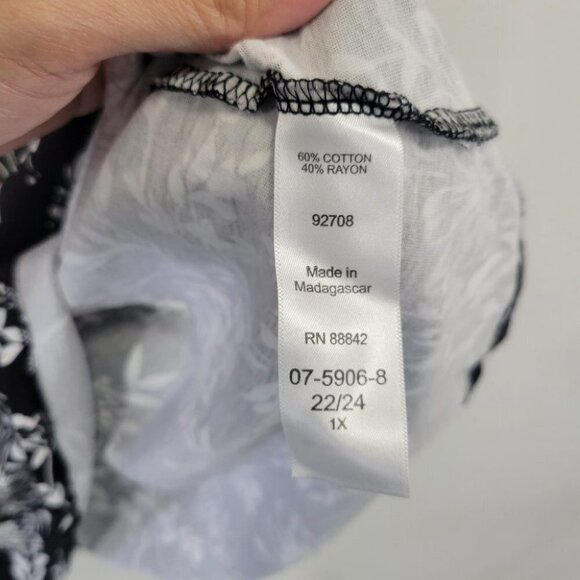 60% COTTON
40% RAYON
92708
Made in
Madagascar
RN 88842
07-5906-8
22/24
1X